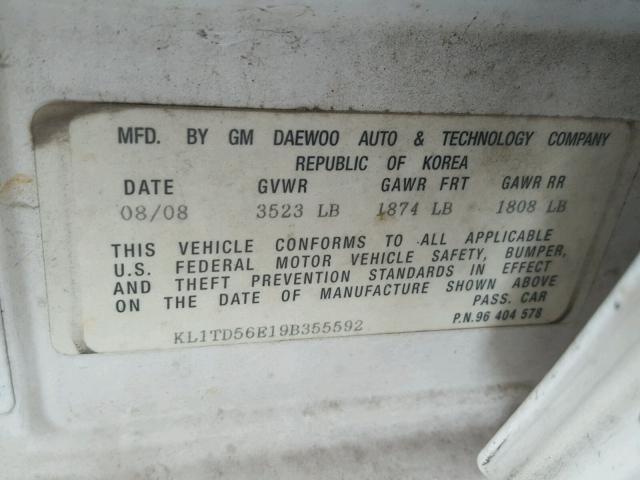 MFD. BY GM DAEWOO AUTO & TECHNOLOGY COMPANY
REPUBLIC OF KOREA
DATE GVWR GAWR FRT GAWR RR
08/08 3523 LB 1874 LB 1808 LB
THIS VEHICLE CONFORMS TO ALL APPLICABLE
U.S. FEDERAL MOTOR VEHICLE SAFETY, BUMPER,
AND THEFT PREVENTION STANDARDS IN EFFECT
ON THE DATE OF MANUFACTURE SHOWN ABOVE
PASS. CAR
KL1TD56E19B355592
P.N.96 404 578